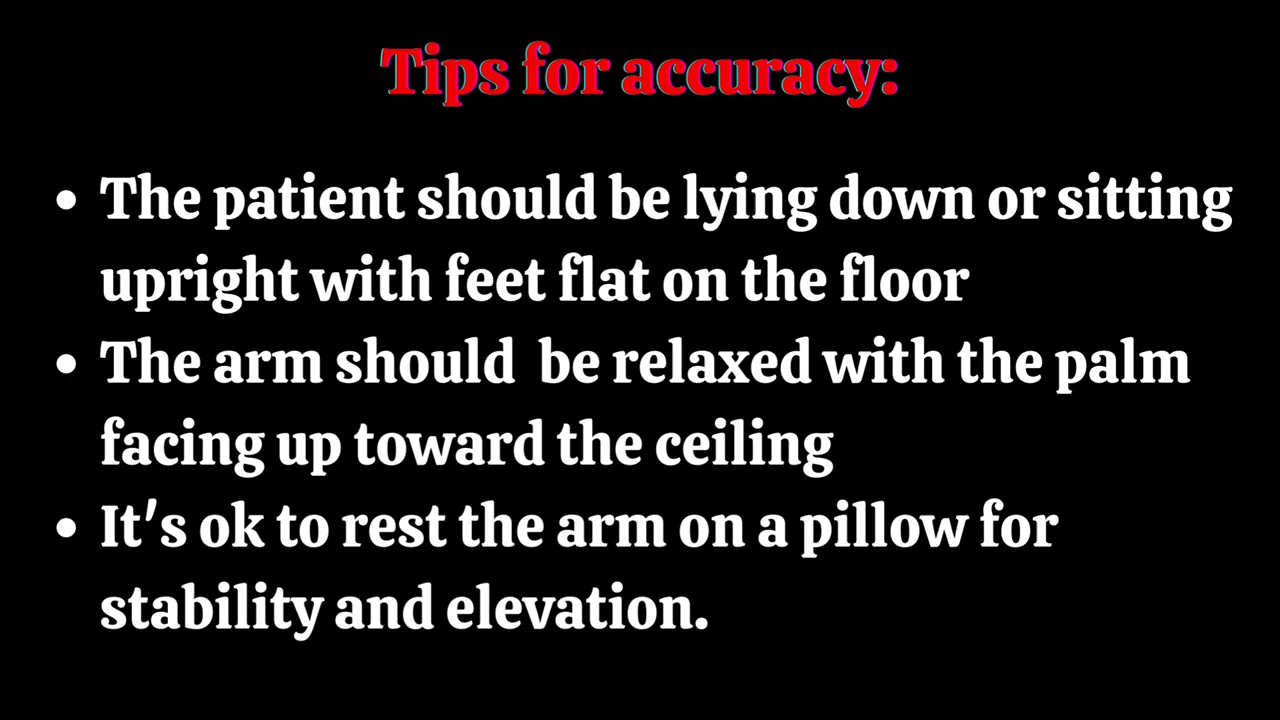 Tips for accuracy:
• The patient should be lying down or sitting
upright with feet flat on the floor
• The arm should  be relaxed with the palm
facing up toward the ceiling
• It's ok to rest the arm on a pillow for
stability and elevation.